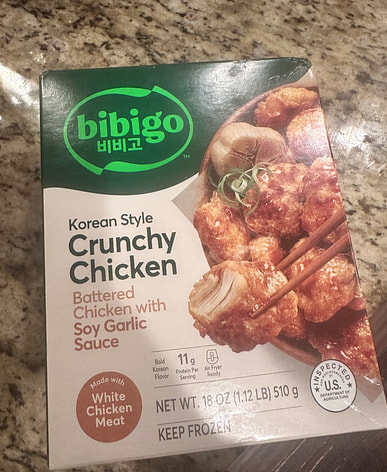 bibigo
비비고
TM
Korean Style
Crunchy
Chicken
Battered
Chicken with
Soy Garlic
Sauce
Bold
Korean
Flavor
11 g
Protein Per
Serving
Air Fryer
Ready
Made with
White
Chicken
Meat
INSPECTED
U.S.
DEPARTMENT OF
AGRICULTURE
NET WT. 18 OZ (1.12 LB) 510 g
KEEP FROZEN